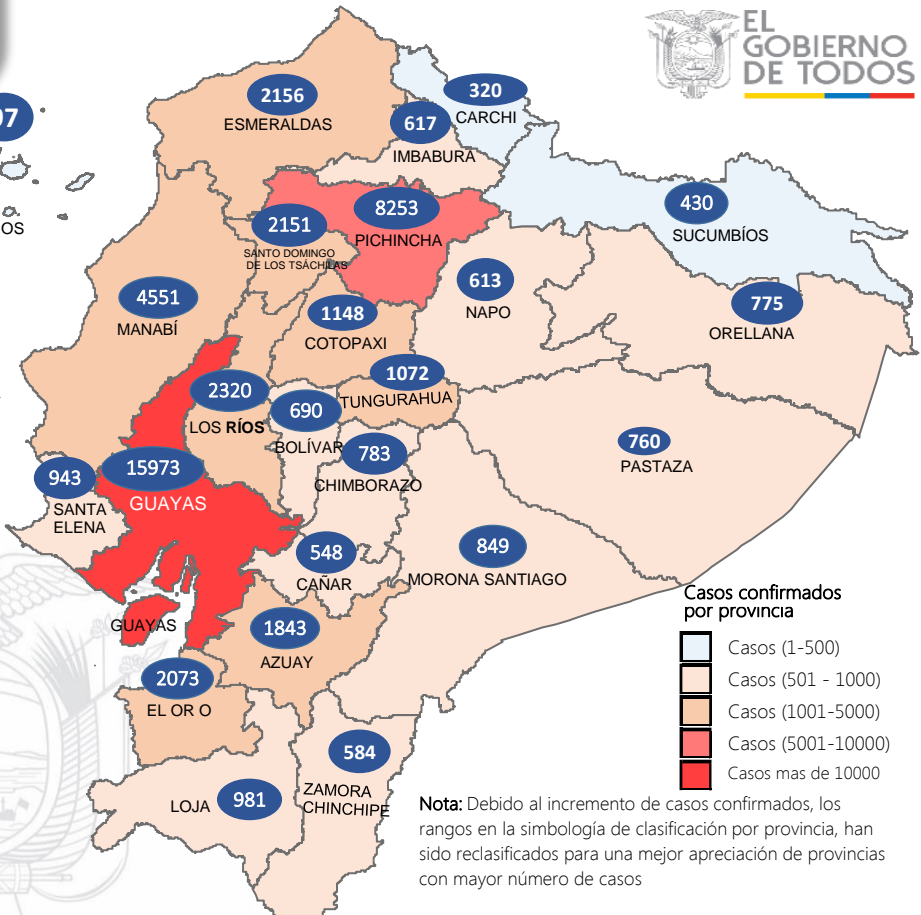 EL
GOBIERNO
DE TODOS
2156
ESMERALDAS
320
CARCHI
617
IMBABURA
07
OS
430
SUCUMBÍOS
2151
SANTO DOMINGO
DE LOS TSÁCHILAS
8253
PICHINCHA
613
NAPO
775
ORELLANA
4551
MANABÍ
1148
COTOPAXI
1072
TUNGURAHUA
2320
LOS RÍOS
690
BOLÍVAR
783
CHIMBORAZO
760
PASTAZA
943
SANTA
ELENA
15973
GUAYAS
548
CAÑAR
849
MORONA SANTIAGO
GUAYAS
1843
AZUAY
2073
EL OR O
584
ZAMORA
CHINCHIPE
LOJA 981
Casos confirmados
por provincia
Casos (1-500)
Casos (501 - 1000)
Casos (1001-5000)
Casos (5001-10000)
Casos mas de 10000
Nota: Debido al incremento de casos confirmados, los
rangos en la simbología de clasificación por provincia, han
sido reclasificados para una mejor apreciación de provincias
con mayor número de casos